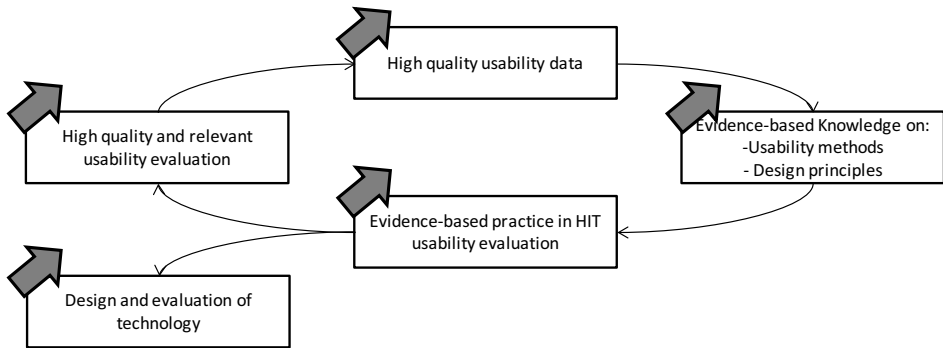 High quality usability data
High quality and relevant
usability evaluation
Evidence-based Knowledge on:
-Usability methods
- Design principles
Evidence-based practice in HIT
usability evaluation
Design and evaluation of
technology